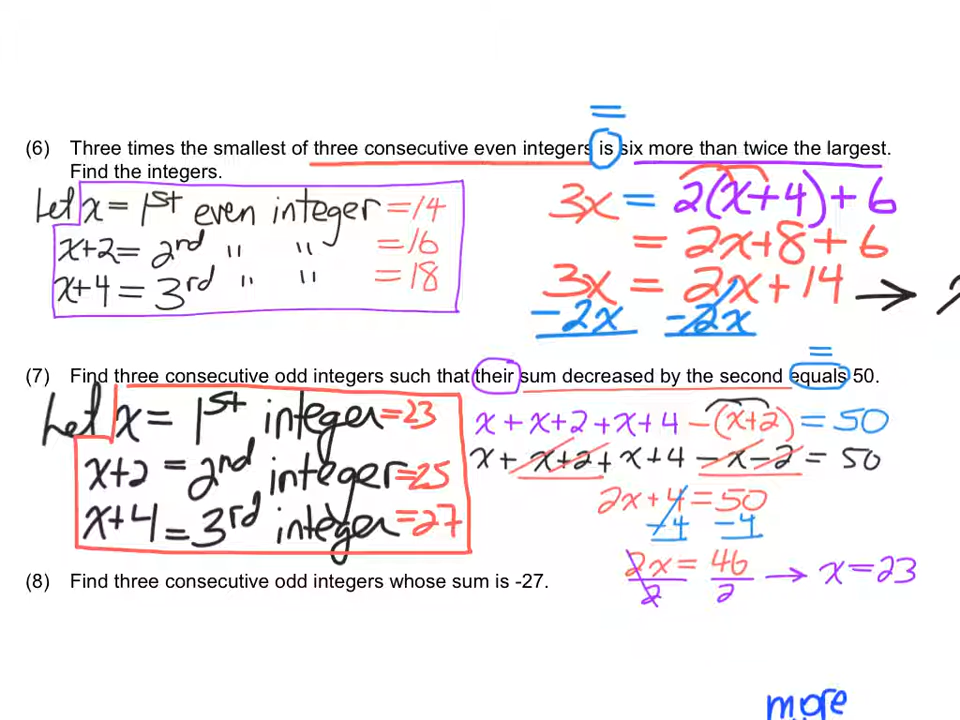 =
(6) Three times the smallest of three consecutive even integers is six more than twice the largest.
Find the integers.
Let x = 1st even integer = 14
x+2 = 2nd " " = 16
x+4 = 3rd " " = 18
3x = 2(x+4)+6
= 2x+8+6
3x = 2x+14 →
-2x -2x
=
(7) Find three consecutive odd integers such that their sum decreased by the second equals 50.
Let x = 1st integer = 23
x+2 = 2nd integer = 25
x+4 = 3rd integer = 27
x + x+2 + x+4 -(x+2) = 50
x + x+2 + x+4 - x - 2 = 50
2x+4 = 50
-4 -4
2x = 46 → x = 23
2 2
(8) Find three consecutive odd integers whose sum is -27.
more